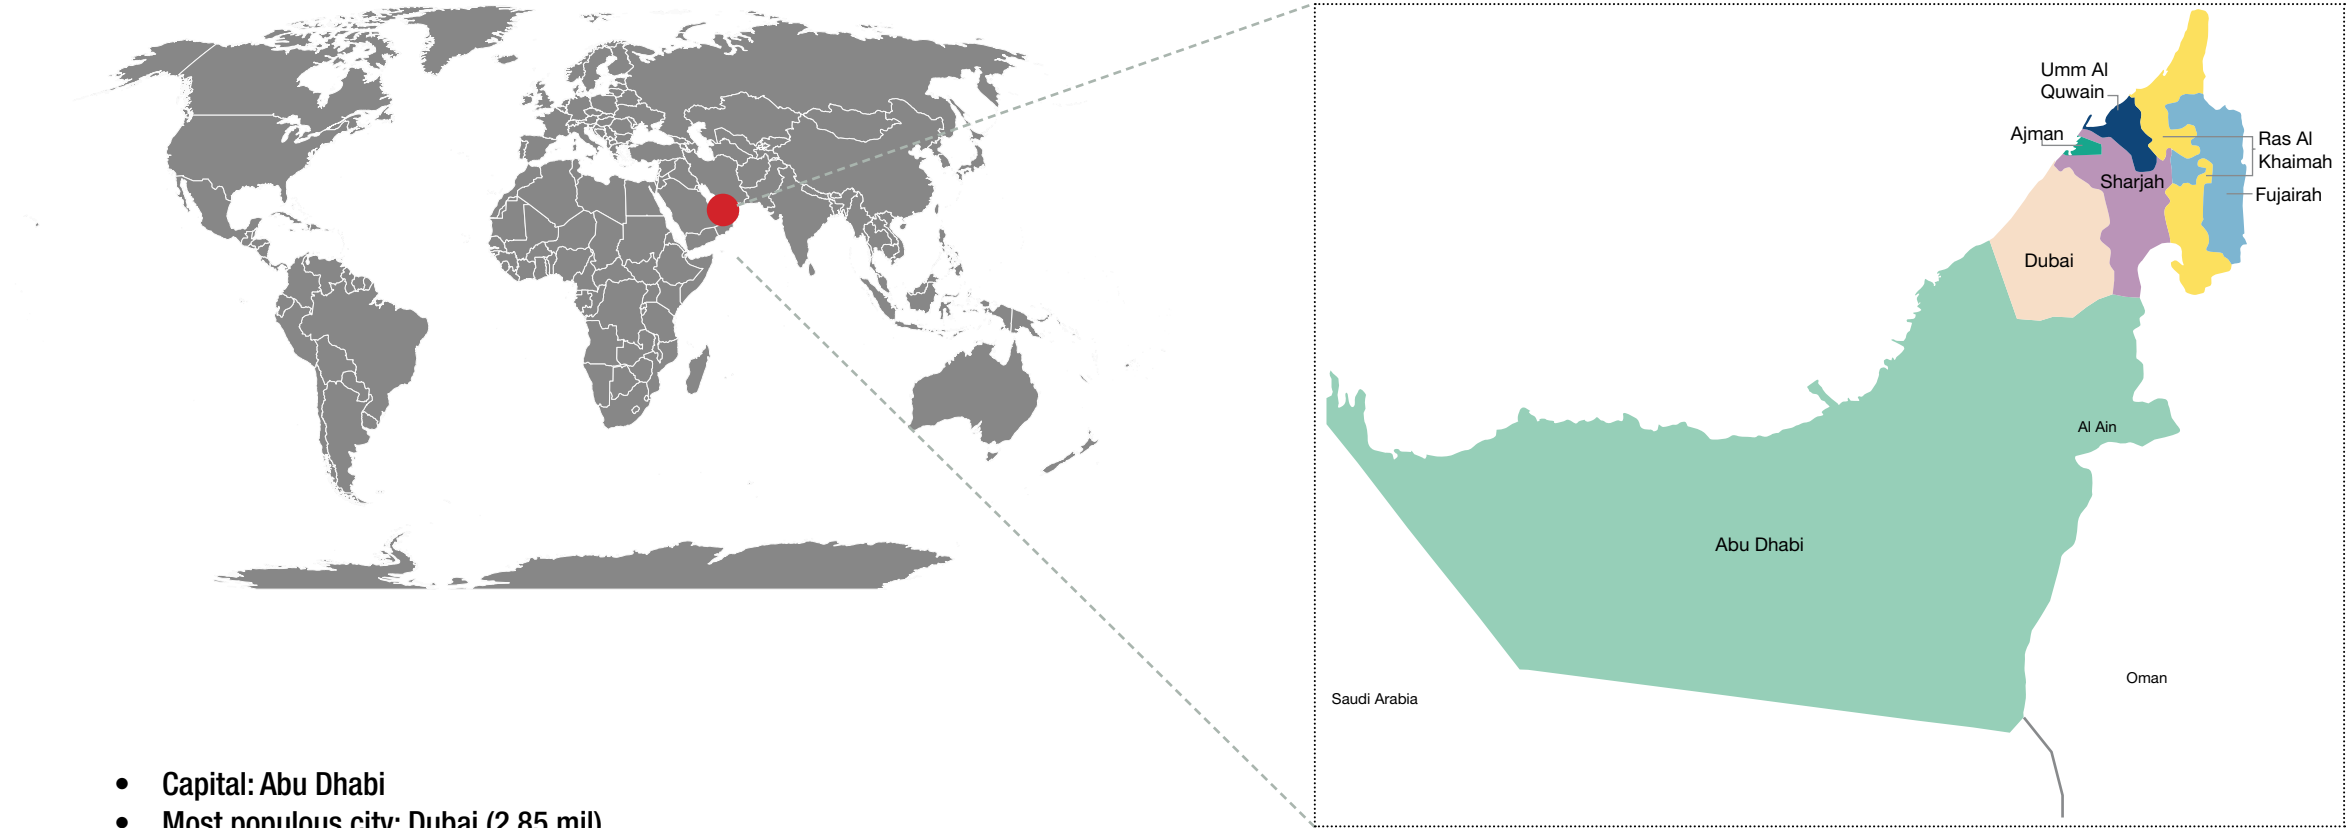 Umm Al
Quwain
Ajman
Ras Al
Khaimah
Sharjah
Fujairah
Dubai
Al Ain
Abu Dhabi
Oman
Saudi Arabia
• Capital: Abu Dhabi
• Most populous city: Dubai (2.85 mil)